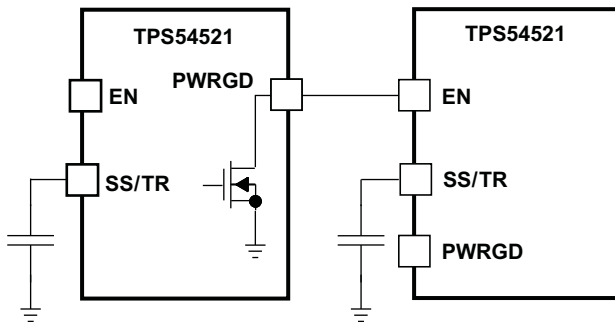 TPS54521
EN
PWRGD
SS/TR
TPS54521
EN
SS/TR
PWRGD